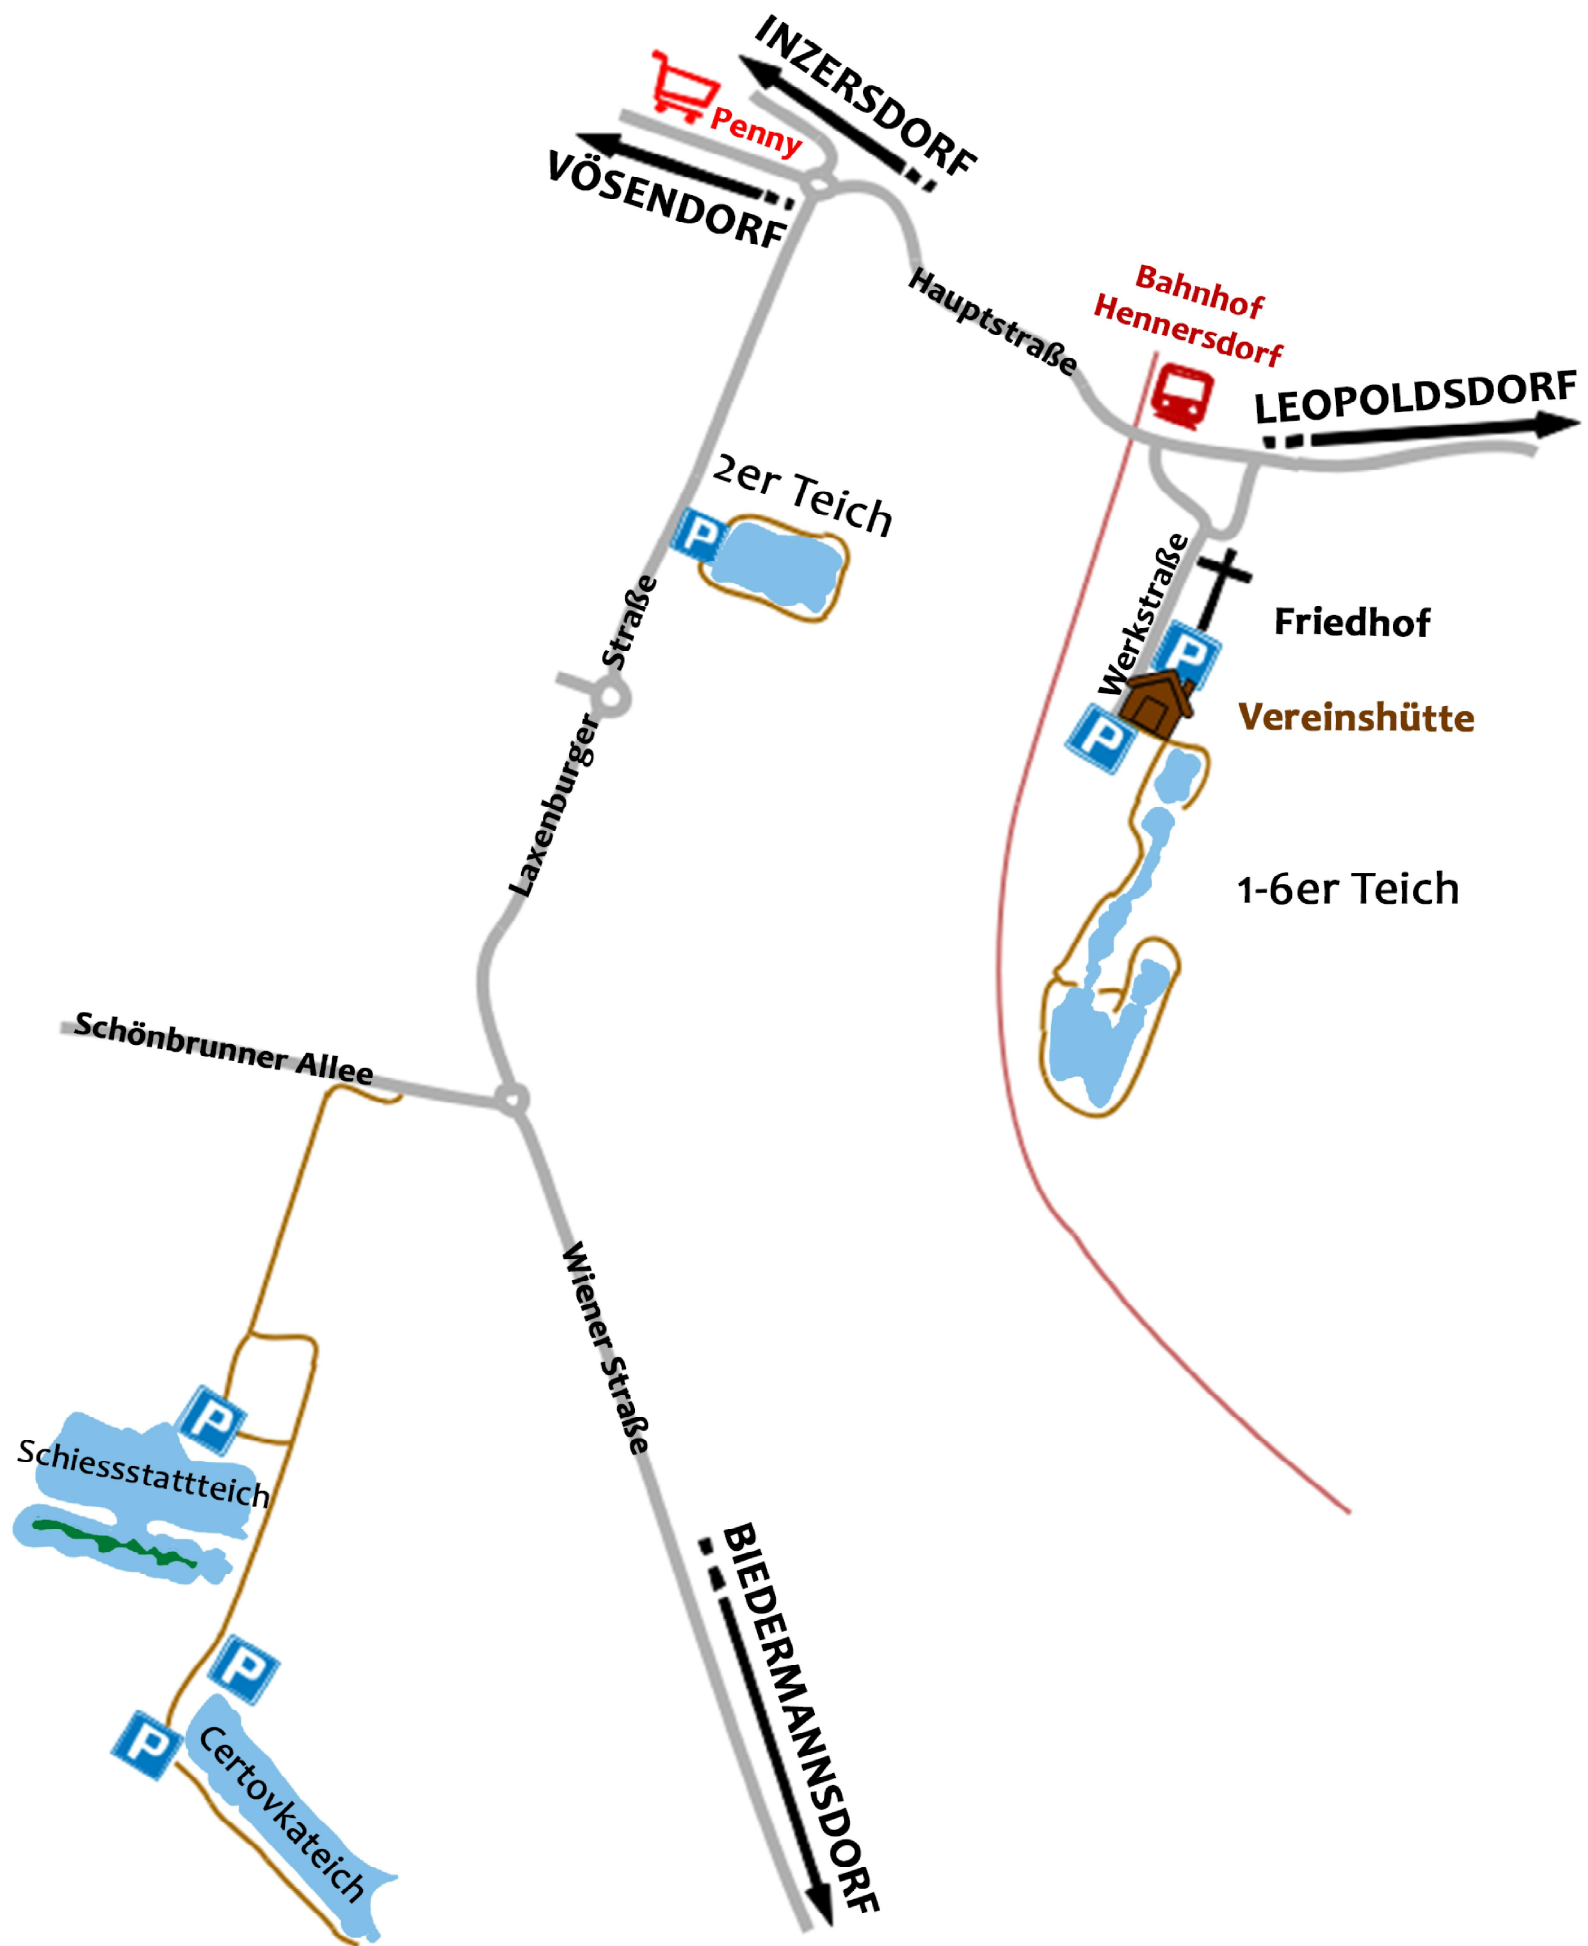 INZERSDORF
Penny
VÖSENDORF
Hauptstraße
Bahnhof
Hennersdorf
LEOPOLDSDORF
2er Teich
P
Werkstraße
Friedhof
P
Vereinshütte
P
Laxenburger Straße
1-6er Teich
Schönbrunner Allee
Wiener Straße
P
Schiessstattteich
BIEDERMANNSDORF
P
P
Certovkateich